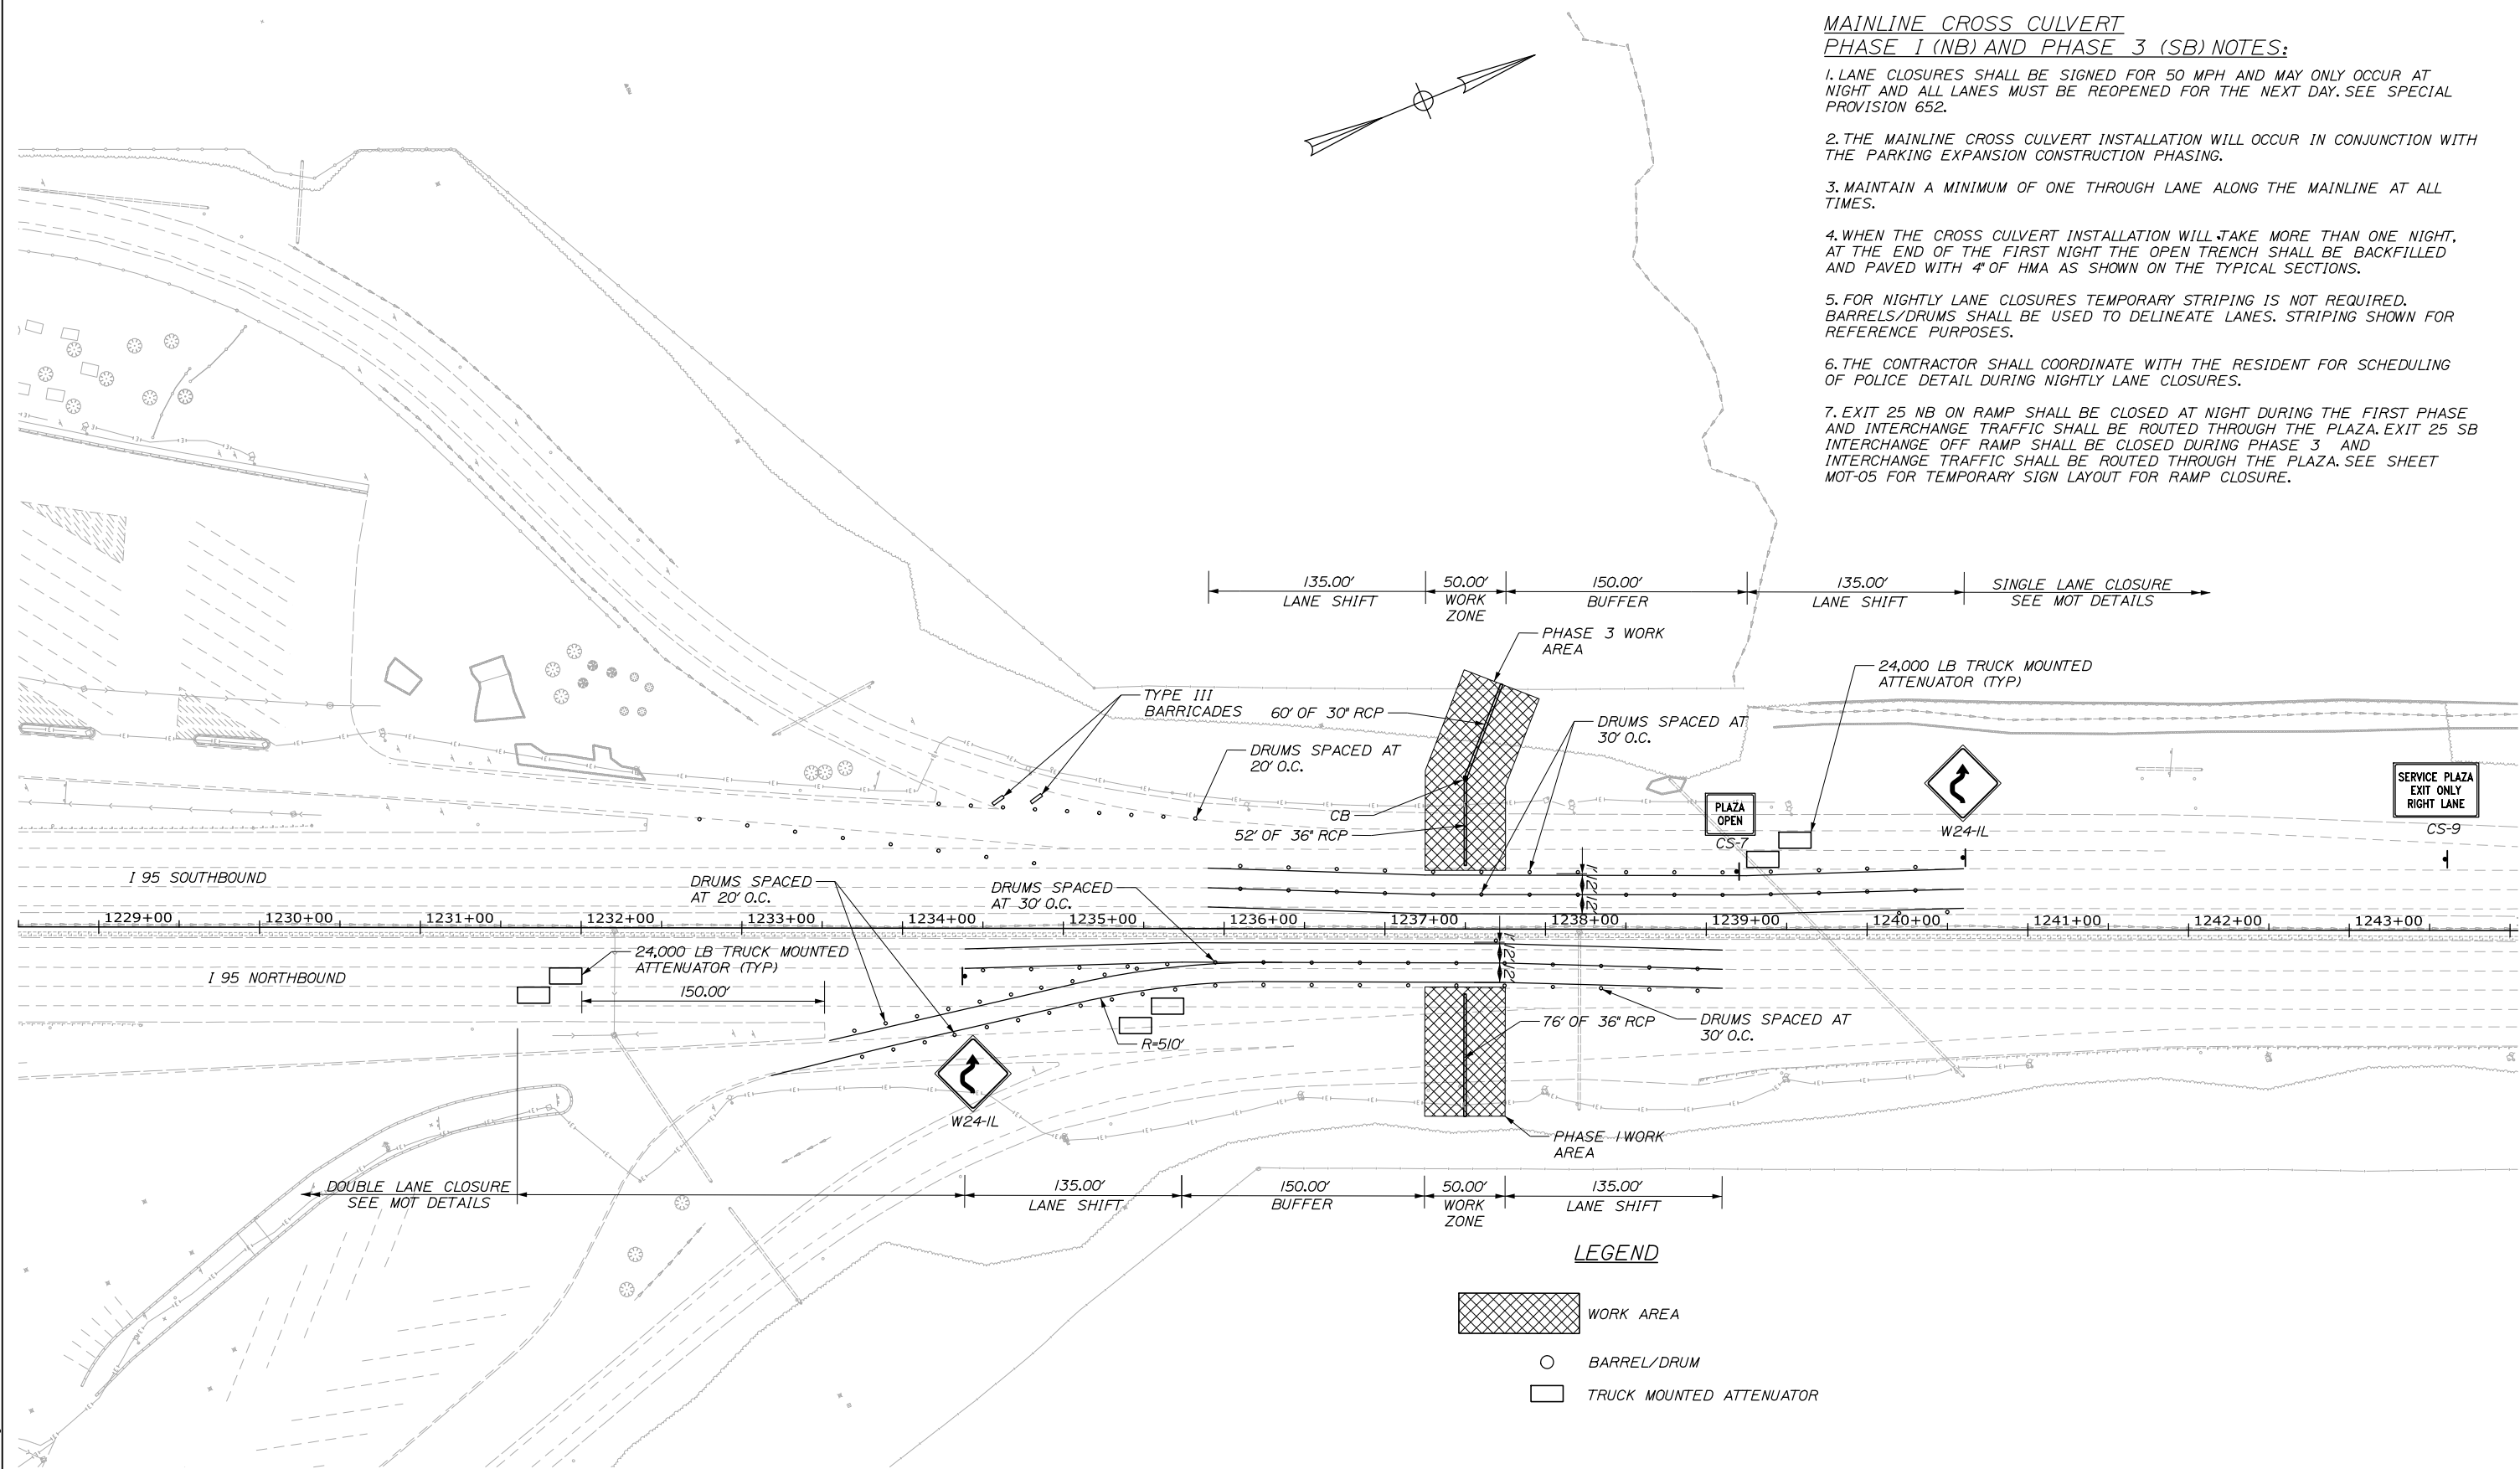 MAINLINE CROSS CULVERT
PHASE 1 (NB) AND PHASE 3 (SB) NOTES:
1. LANE CLOSURES SHALL BE SIGNED FOR 50 MPH AND MAY ONLY OCCUR AT
NIGHT AND ALL LANES MUST BE REOPENED FOR THE NEXT DAY. SEE SPECIAL
PROVISION 652.
2. THE MAINLINE CROSS CULVERT INSTALLATION WILL OCCUR IN CONJUNCTION WITH
THE PARKING EXPANSION CONSTRUCTION PHASING.
3. MAINTAIN A MINIMUM OF ONE THROUGH LANE ALONG THE MAINLINE AT ALL
TIMES.
4. WHEN THE CROSS CULVERT INSTALLATION WILL TAKE MORE THAN ONE NIGHT,
AT THE END OF THE FIRST NIGHT THE OPEN TRENCH SHALL BE BACKFILLED
AND PAVED WITH 4" OF HMA AS SHOWN ON THE TYPICAL SECTIONS.
5. FOR NIGHTLY LANE CLOSURES TEMPORARY STRIPING IS NOT REQUIRED.
BARRELS/DRUMS SHALL BE USED TO DELINEATE LANES. STRIPING SHOWN FOR
REFERENCE PURPOSES.
6. THE CONTRACTOR SHALL COORDINATE WITH THE RESIDENT FOR SCHEDULING
OF POLICE DETAIL DURING NIGHTLY LANE CLOSURES.
7. EXIT 25 NB ON RAMP SHALL BE CLOSED AT NIGHT DURING THE FIRST PHASE
AND INTERCHANGE TRAFFIC SHALL BE ROUTED THROUGH THE PLAZA. EXIT 25 SB
INTERCHANGE OFF RAMP SHALL BE CLOSED DURING PHASE 3 AND
INTERCHANGE TRAFFIC SHALL BE ROUTED THROUGH THE PLAZA. SEE SHEET
MOT-05 FOR TEMPORARY SIGN LAYOUT FOR RAMP CLOSURE.
135.00' 50.00' 150.00' 135.00' SINGLE LANE CLOSURE
LANE SHIFT WORK BUFFER LANE SHIFT SEE MOT DETAILS
ZONE
PHASE 3 WORK
AREA
24,000 LB TRUCK MOUNTED
ATTENUATOR (TYP)
TYPE III
BARRICADES
60' OF 30" RCP
DRUMS SPACED AT
30' O.C.
DRUMS SPACED AT
20' O.C.
CB
52' OF 36" RCP
PLAZA
OPEN
CS-7
W24-1L
SERVICE PLAZA
EXIT ONLY
RIGHT LANE
CS-9
I 95 SOUTHBOUND
DRUMS SPACED
AT 20' O.C.
DRUMS SPACED
AT 30' O.C.
1'
12'
12'
1229+00 1230+00 1231+00 1232+00 1233+00 1234+00 1235+00 1236+00 1237+00 1238+00 1239+00 1240+00 1241+00 1242+00 1243+00
24,000 LB TRUCK MOUNTED
ATTENUATOR (TYP)
I 95 NORTHBOUND
150.00'
1'
12'
12'
R=510'
76' OF 36" RCP
DRUMS SPACED AT
30' O.C.
W24-1L
PHASE 1 WORK
AREA
DOUBLE LANE CLOSURE 135.00' 150.00' 50.00' 135.00'
SEE MOT DETAILS LANE SHIFT BUFFER WORK LANE SHIFT
ZONE
LEGEND
WORK AREA
BARREL/DRUM
TRUCK MOUNTED ATTENUATOR